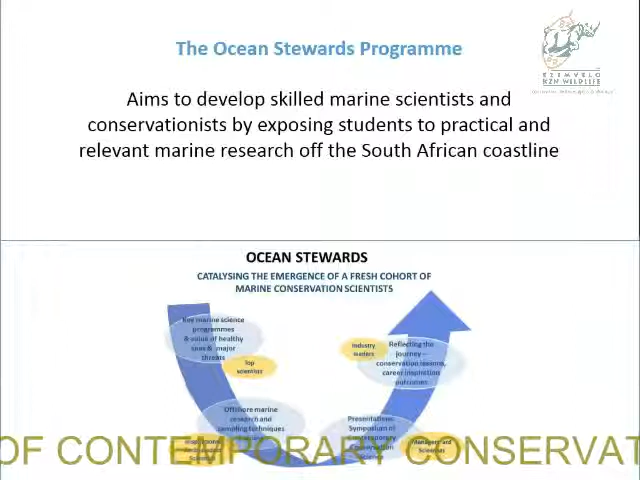 The Ocean Stewards Programme
EZEMVELO
KZN WILDLIFE
Aims to develop skilled marine scientists and
conservationists by exposing students to practical and
relevant marine research off the South African coastline
OCEAN STEWARDS
CATALYSING THE EMERGENCE OF A FRESH COHORT OF
MARINE CONSERVATION SCIENTISTS
Key marine science
programmes
& value of healthy
seas & major
threats
Top
scientists
Industry
leaders
Reflecting the
journey –
conservation lessons,
career inspiration
outcomes
Offshore marine
research and
sampling techniques
Presentations:
Symposium of
Contemporary
Conservation
Science
Managers and
Scientists
OF CONTEMPORARY CONSERVAT